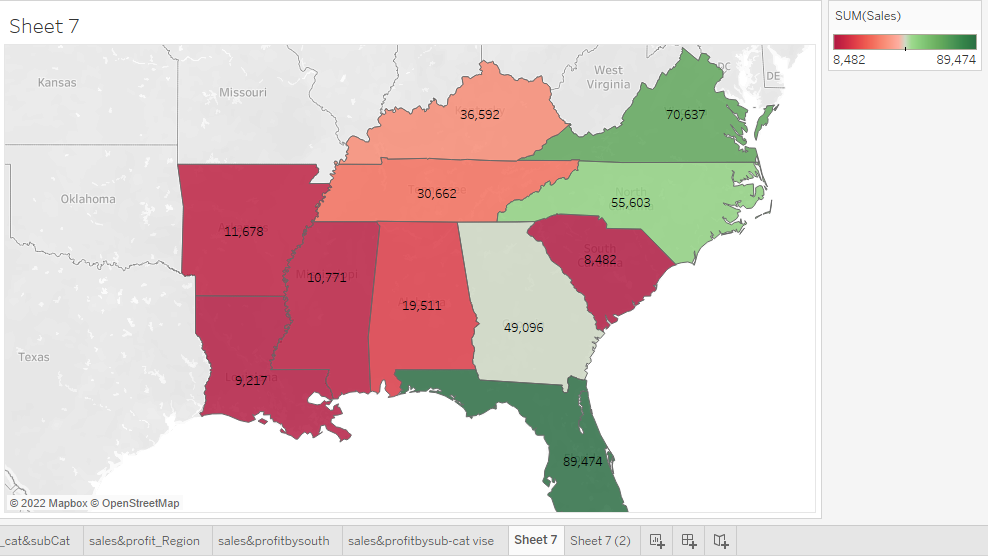 Sheet 7
SUM(Sales)
8,482 89,474
Kansas
Missouri
West
Virginia
DC
DE
36,592
70,637
Oklahoma
30,662
North
55,603
11,678
South
8,482
10,771
19,511
49,096
Texas
9,217
89,474
© 2022 Mapbox © OpenStreetMap
_cat&subCat sales&profit_Region sales&profitbysouth sales&profitbysub-cat vise Sheet 7 Sheet 7 (2)